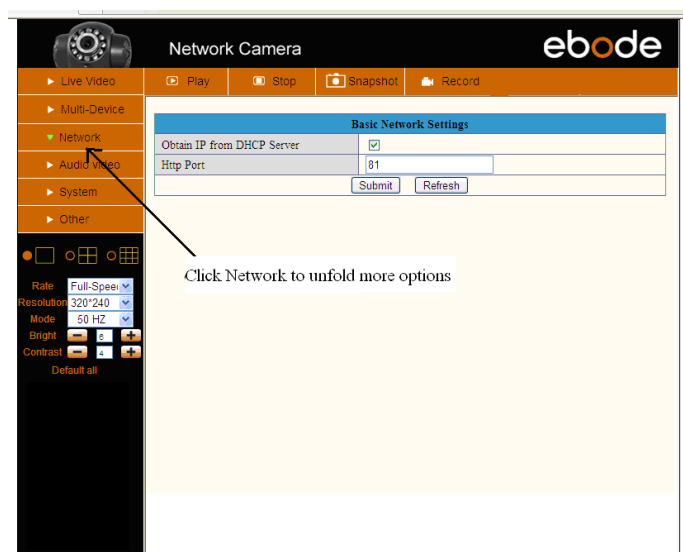 Network Camera
ebode
Live Video
Play
Stop
Snapshot
Record
Multi-Device
Network
Audio video
System
Other
Basic Network Settings
Obtain IP from DHCP Server
Http Port 81
Submit Refresh
Click Network to unfold more options
Rate Full-Speed
Resolution 320*240
Mode 50 HZ
Bright 6
Contrast 4
Default all